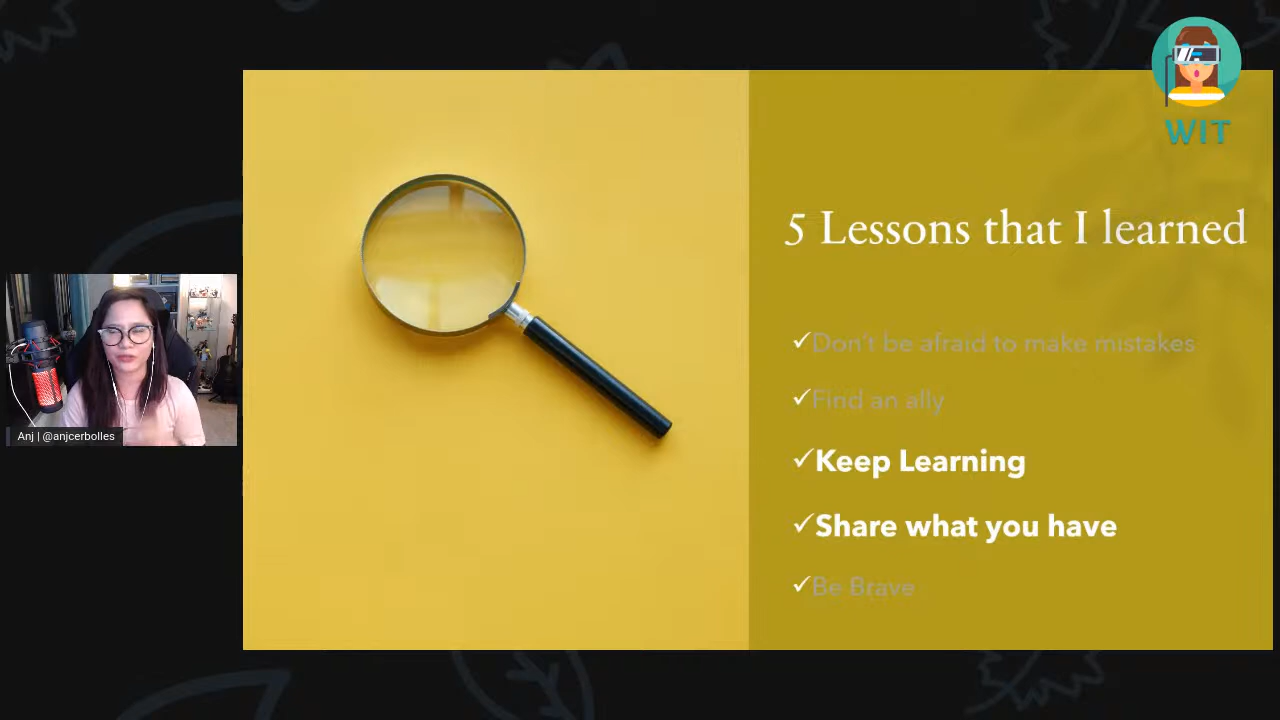 WIT
5 Lessons that I learned
✓Don't be afraid to make mistakes
✓Find an ally
✓Keep Learning
✓Share what you have
✓Be Brave
Anj | @anjcerbolles